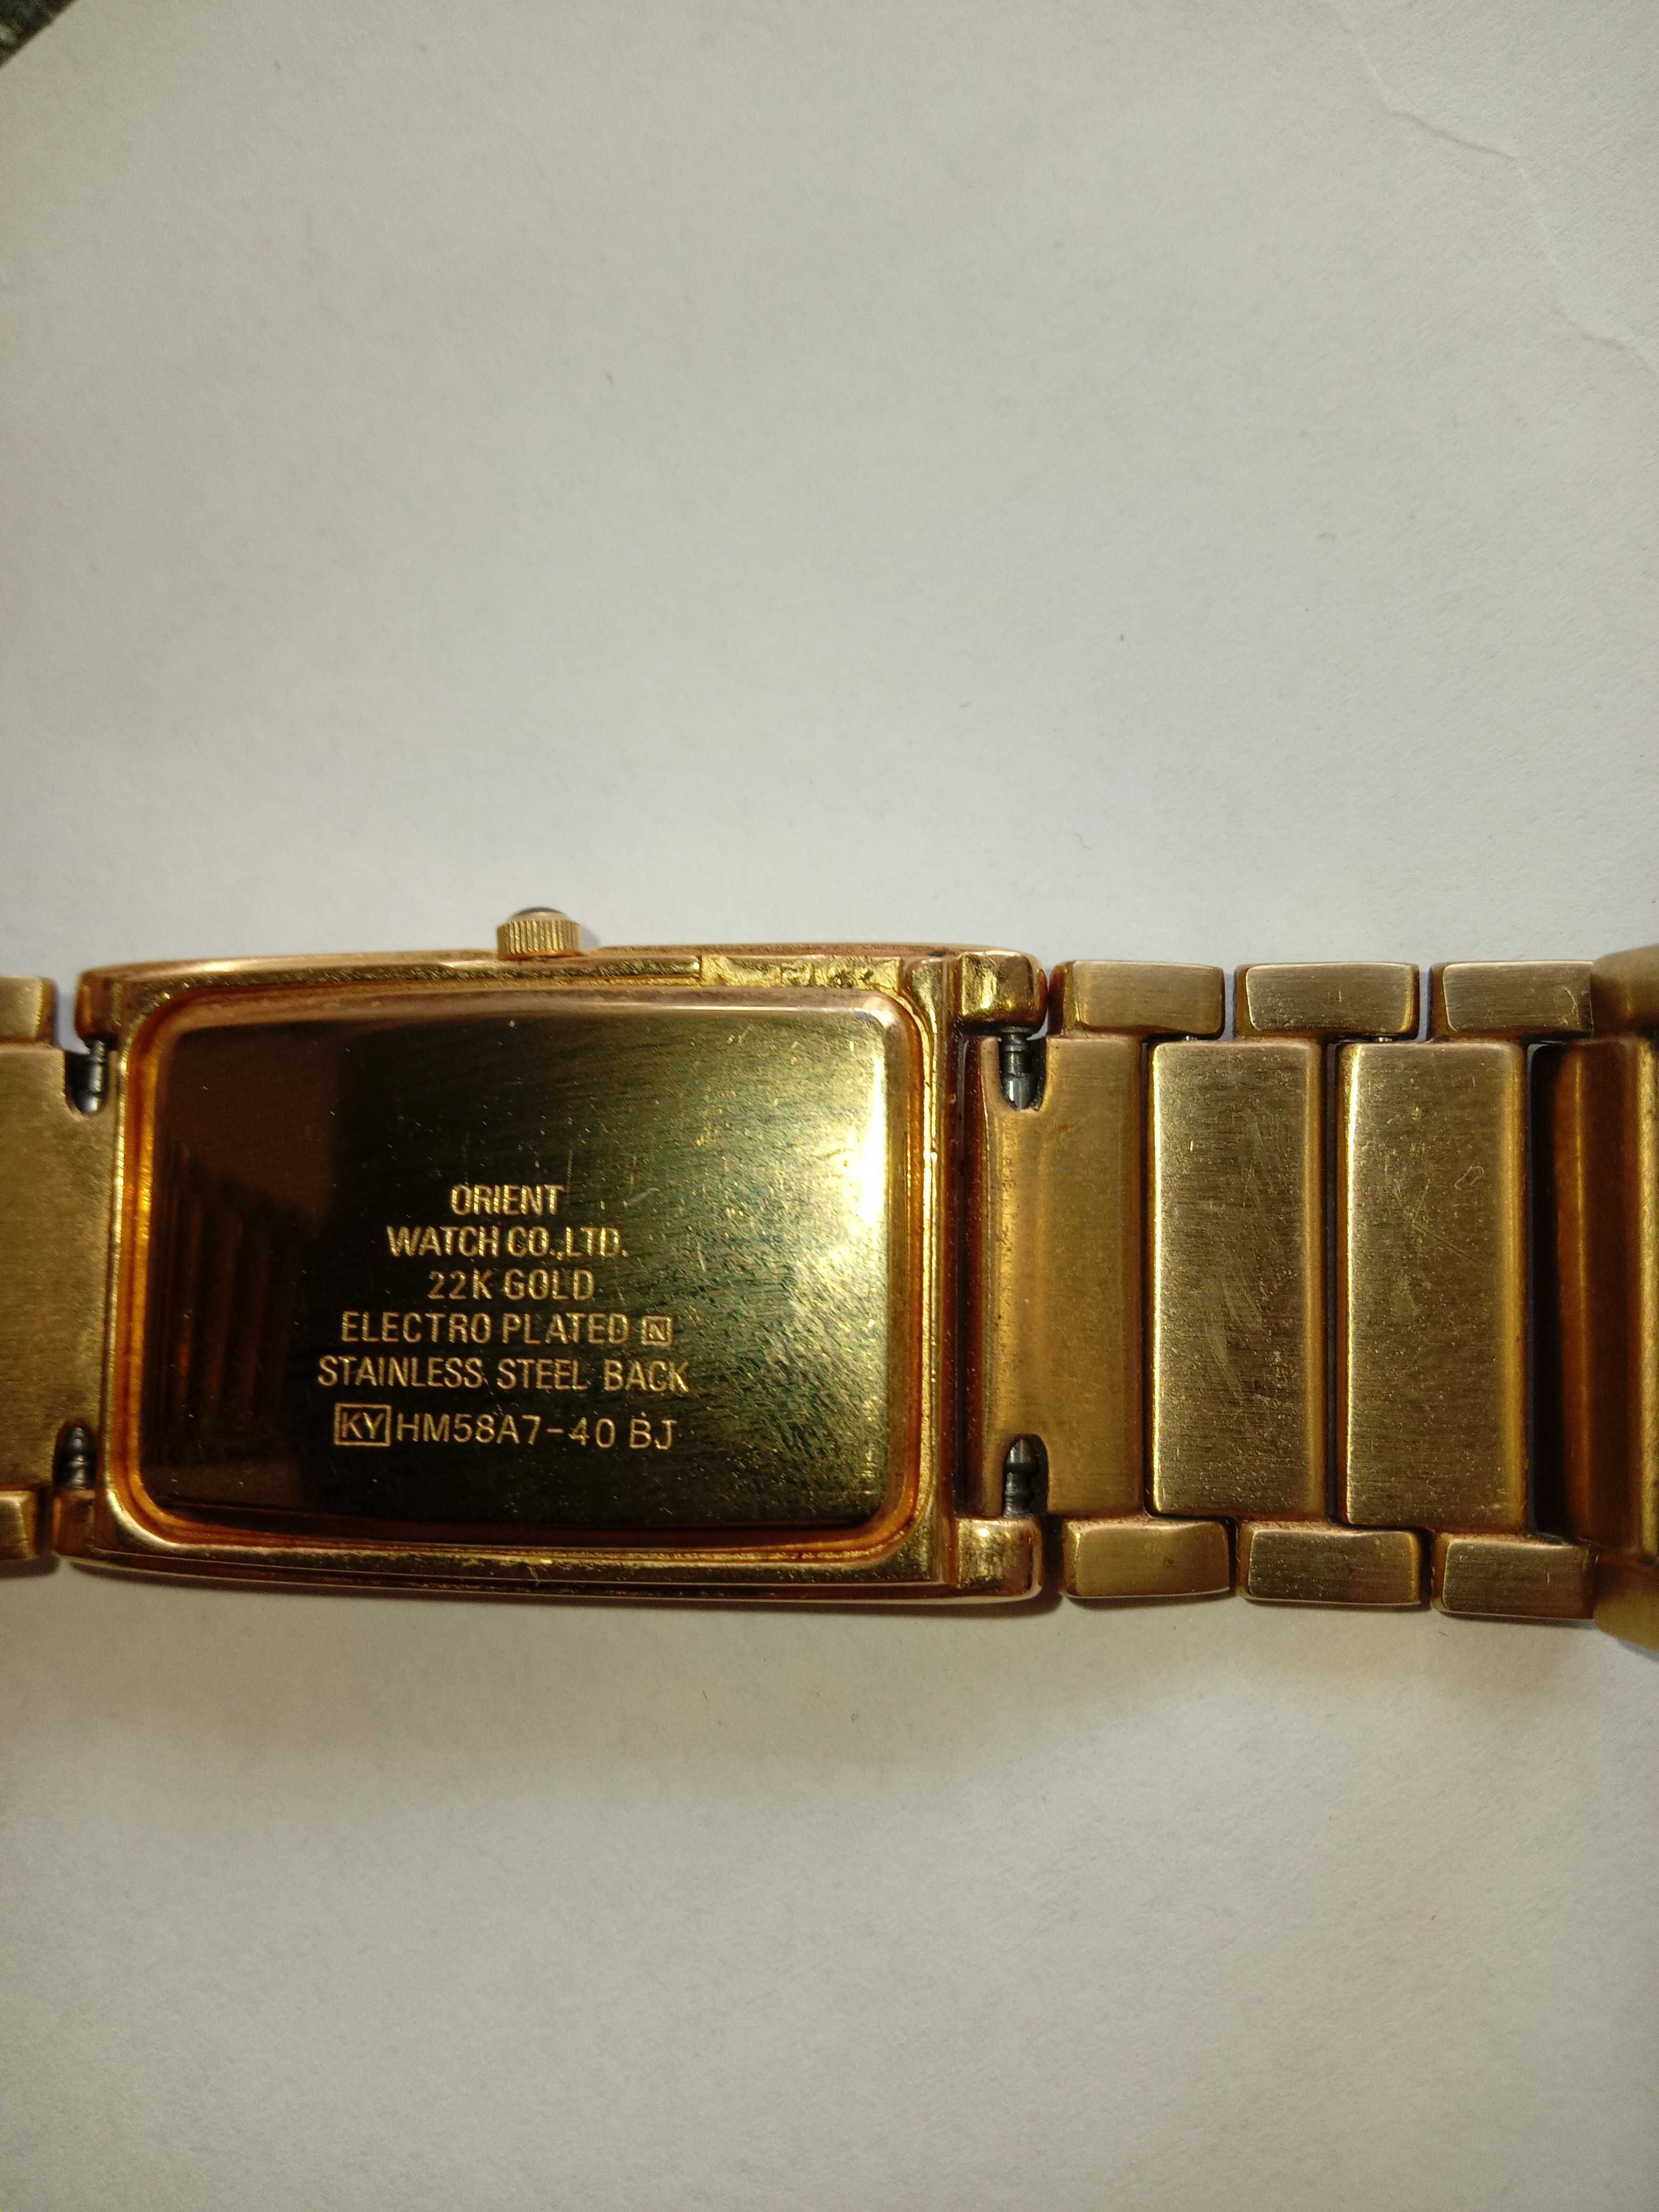 ORIENT
WATCH CO.,LTD.
22K GOLD
ELECTRO PLATED N
STAINLESS STEEL BACK
KY HM58A7-40 BJ